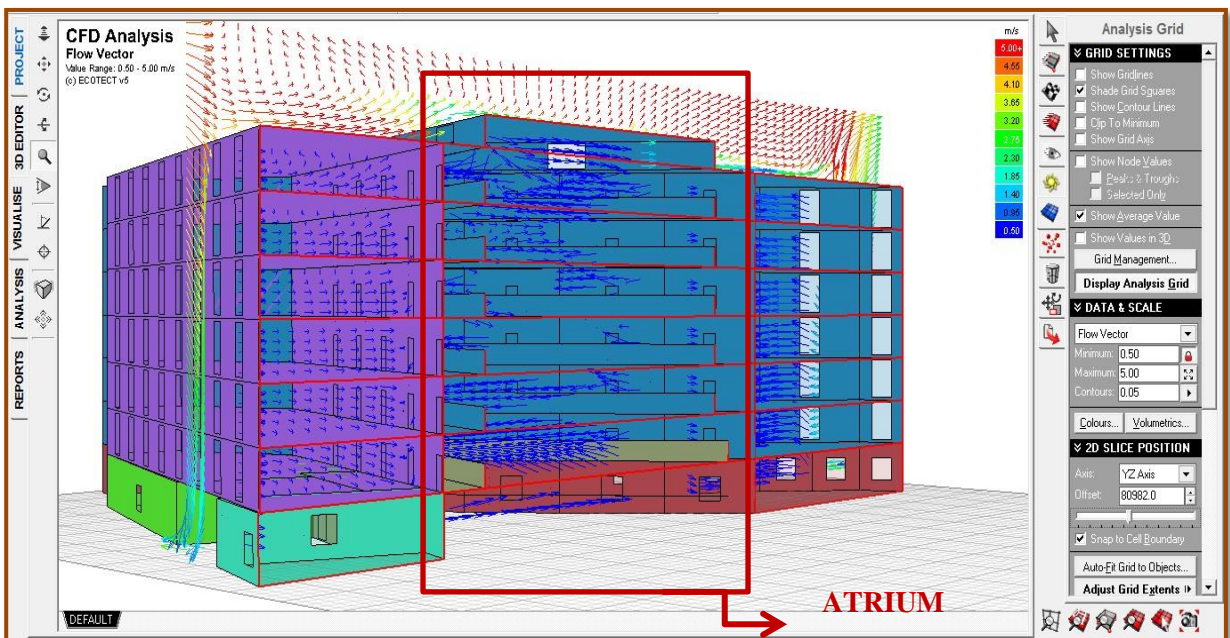 PROJECT
3D EDITOR
VISUALISE
ANALYSIS
REPORTS
CFD Analysis
Flow Vector
Value Range: 0.50 - 5.00 m/s
(c) ECOTECT v5
m/s
5.00+
4.55
4.10
3.65
3.20
2.75
2.30
1.85
1.40
0.95
0.50
ATRIUM
DEFAULT
Analysis Grid
GRID SETTINGS
Show Gridlines
Shade Grid Squares
Show Contour Lines
Clip To Minimum
Show Grid Axis
Show Node Values
Peaks & Troughs
Selected Only
Show Average Value
Show Values in 3D
Grid Management...
Display Analysis Grid
DATA & SCALE
Flow Vector
Minimum: 0.50
Maximum: 5.00
Contours: 0.05
Colours... Volumetrics...
2D SLICE POSITION
Axis: YZ Axis
Offset: 80982.0
Snap to Cell Boundary
Auto-Fit Grid to Objects...
Adjust Grid Extents